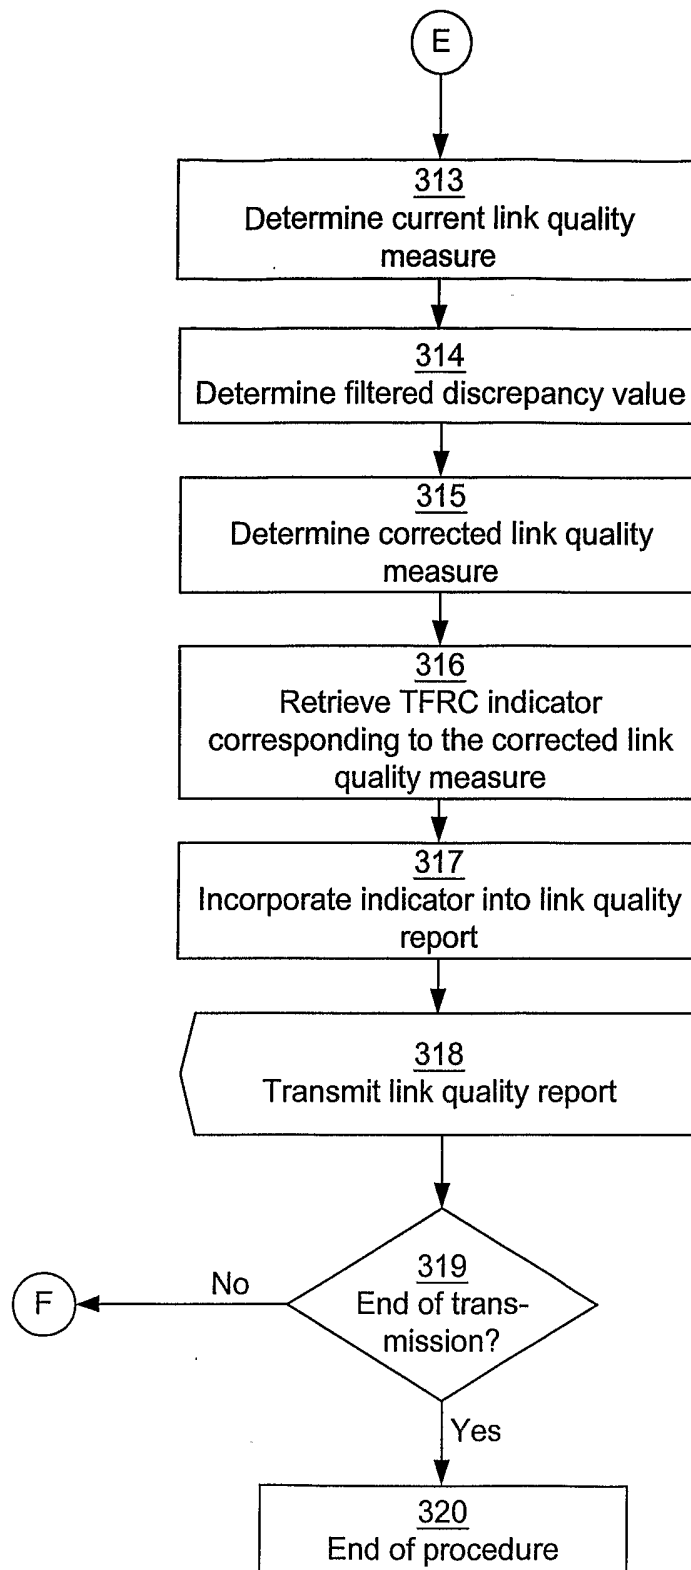 E
313
Determine current link quality
measure
314
Determine filtered discrepancy value
315
Determine corrected link quality
measure
316
Retrieve TFRC indicator
corresponding to the corrected link
quality measure
317
Incorporate indicator into link quality
report
318
Transmit link quality report
319
End of trans-
mission?
No
F
Yes
320
End of procedure